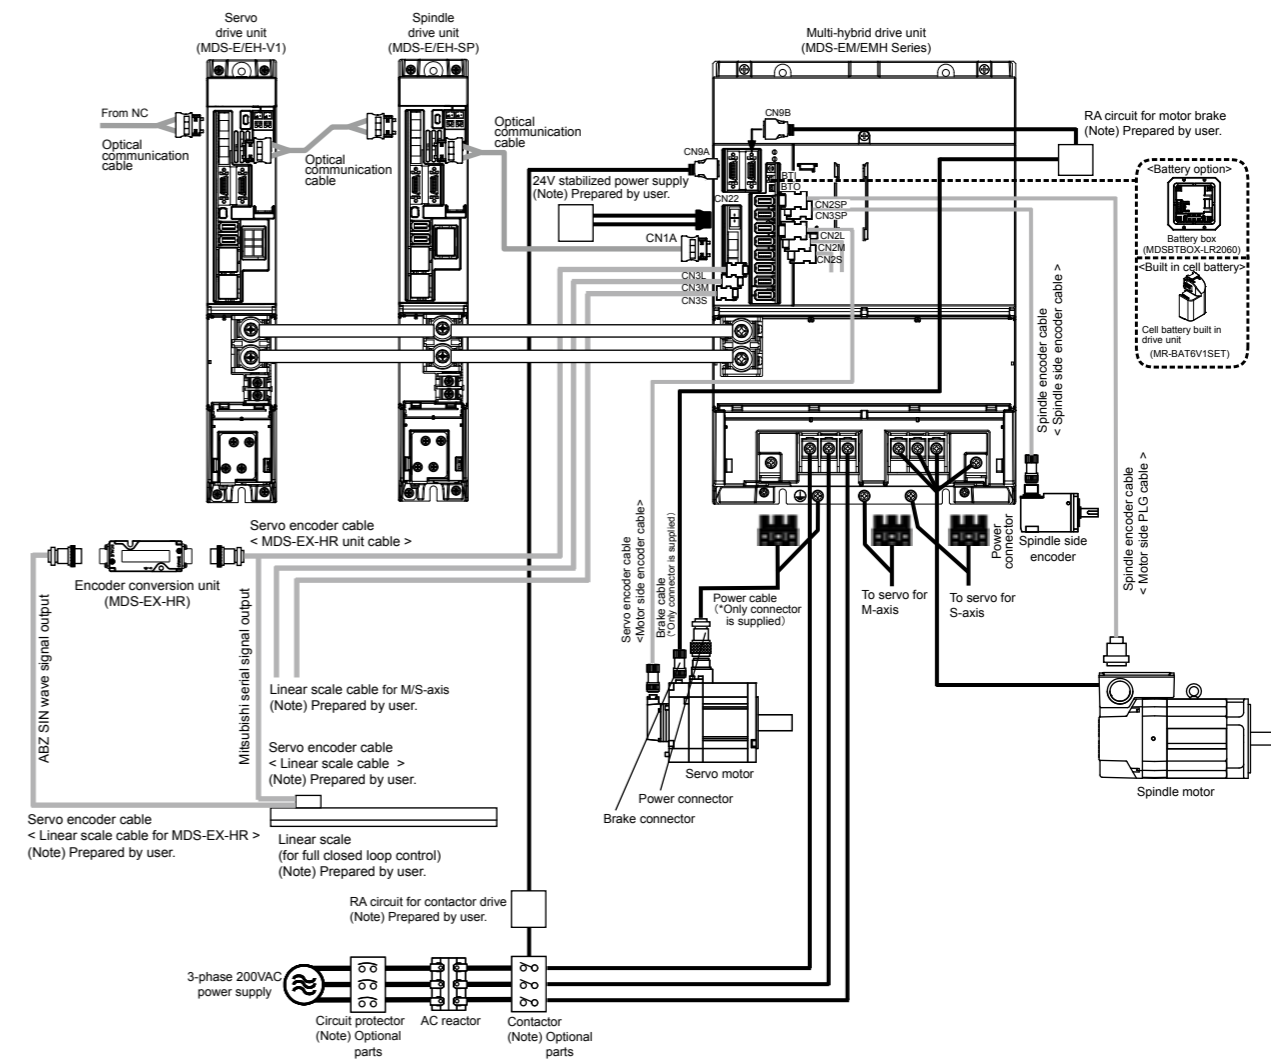 Servo
drive unit
(MDS-E/EH-V1)
Spindle
drive unit
(MDS-E/EH-SP)
Multi-hybrid drive unit
(MDS-EM/EMH Series)
From NC
Optical
communication
cable
Optical
communication
cable
Optical
communication
cable
CN9B
CN9A
RA circuit for motor brake
(Note) Prepared by user.
24V stabilized power supply
(Note) Prepared by user.
CN22
CN1A
BTI
BTO
CN2SP
CN3SP
CN2L
CN2M
CN2S
CN3L
CN3M
CN3S
<Battery option>
Battery box
(MDSBTBOX-LR2060)
<Built in cell battery>
Cell battery built in
drive unit
(MR-BAT6V1SET)
Spindle encoder cable
< Spindle side encoder cable >
Spindle encoder cable
< Motor side PLG cable >
Servo encoder cable
< MDS-EX-HR unit cable >
Encoder conversion unit
(MDS-EX-HR)
ABZ SIN wave signal output
Mitsubishi serial signal output
Servo encoder cable
<Motor side encoder cable>
Brake cable
(*Only connector is supplied)
Power cable
(*Only connector
is supplied)
To servo for
M-axis
To servo for
S-axis
Power
connector
Spindle side
encoder
Linear scale cable for M/S-axis
(Note) Prepared by user.
Servo encoder cable
< Linear scale cable >
(Note) Prepared by user.
Servo motor
Power connector
Brake connector
Spindle motor
Servo encoder cable
< Linear scale cable for MDS-EX-HR >
(Note) Prepared by user.
Linear scale
(for full closed loop control)
(Note) Prepared by user.
RA circuit for contactor drive
(Note) Prepared by user.
3-phase 200VAC
power supply
Circuit protector
(Note) Optional
parts
AC reactor
Contactor
(Note) Optional
parts